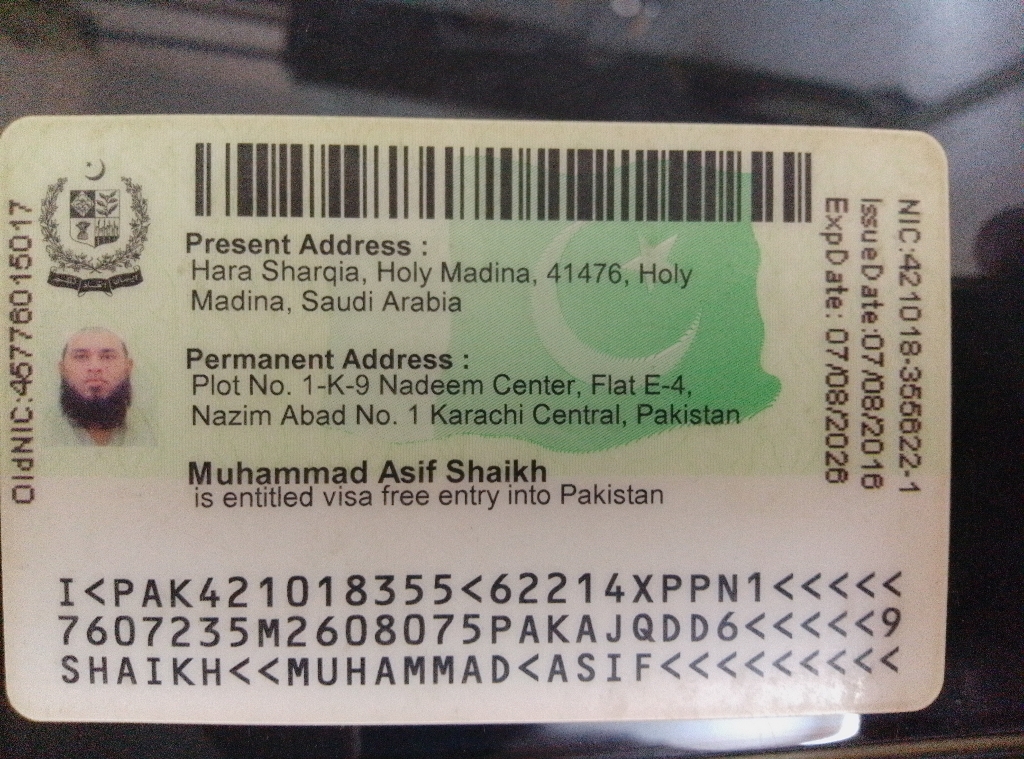 OldNIC:45776015017
Present Address :
Hara Sharqia, Holy Madina, 41476, Holy
Madina, Saudi Arabia
Permanent Address :
Plot No. 1-K-9 Nadeem Center, Flat E-4,
Nazim Abad No. 1 Karachi Central, Pakistan
Muhammad Asif Shaikh
is entitled visa free entry into Pakistan
NIC:421018-355622-1
IssueDate:07/08/2016
ExpDate: 07/08/2026
I<PAK421018355<62214XPPN1<<<<<
7607235M2608075PAKAJQDD6<<<<<9
SHAIKH<<MUHAMMAD<ASIF<<<<<<<<<